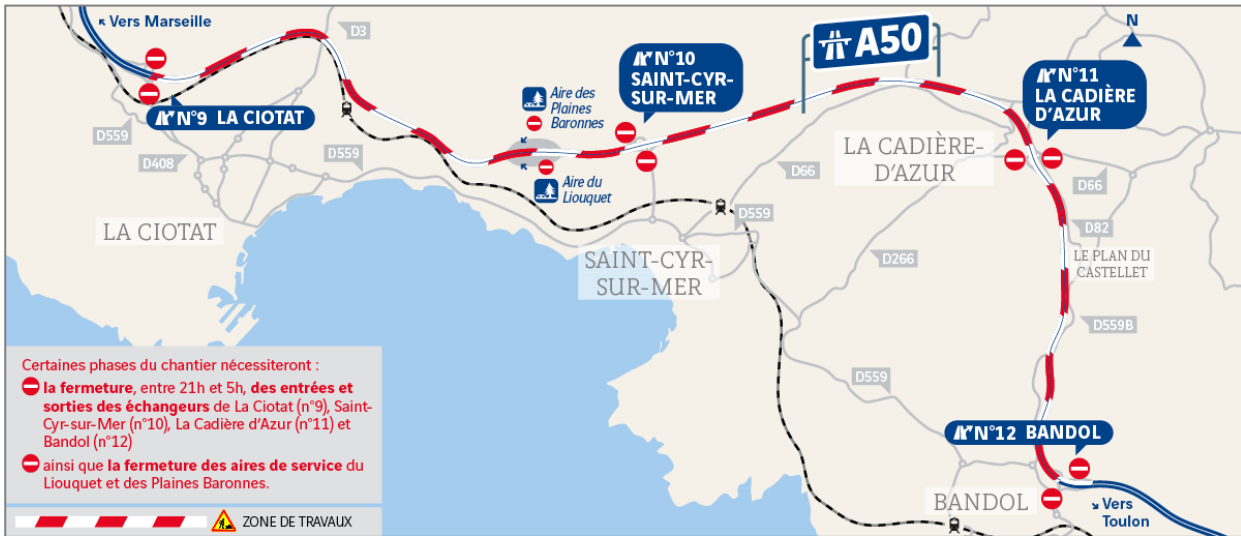 Vers Marseille
D3
N°10
SAINT-CYR-
SUR-MER
A50
N
N°11
LA CADIÈRE
D'AZUR
Aire des
Plaines
Baronnes
N°9 LA CIOTAT
D559
D408
D559
LA CADIÈRE-
D'AZUR
D66
D66
Aire du
Liouquet
D559
D82
LA CIOTAT
SAINT-CYR-
SUR-MER
D266
LE PLAN DU
CASTELLET
D559B
D559
Certaines phases du chantier nécessiteront :
la fermeture, entre 21h et 5h, des entrées et
sorties des échangeurs de La Ciotat (n°9), Saint-
Cyr-sur-Mer (n°10), La Cadière d'Azur (n°11) et
Bandol (n°12)
ainsi que la fermeture des aires de service du
Liouquet et des Plaines Baronnes.
ZONE DE TRAVAUX
N°12 BANDOL
BANDOL
Vers
Toulon